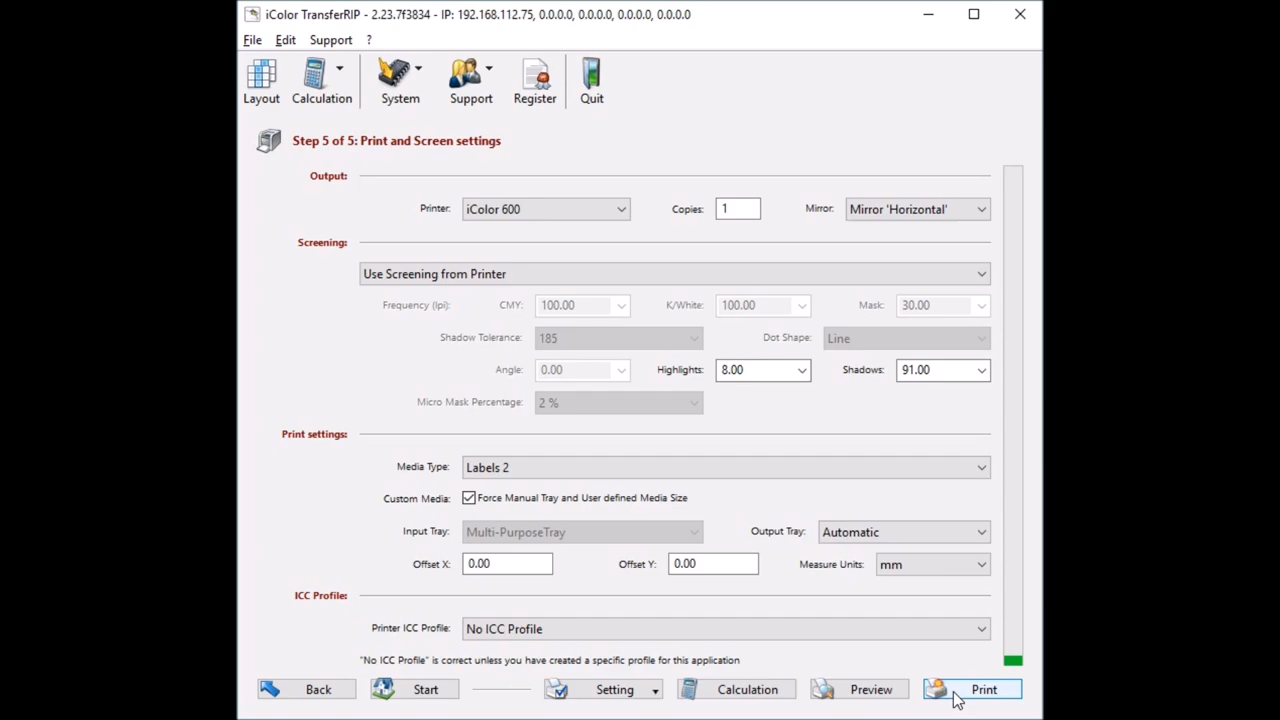 iColor TransferRIP - 2.23.7f3834 - IP: 192.168.112.75, 0.0.0.0, 0.0.0.0, 0.0.0.0
File Edit Support ?
Layout Calculation System Support Register Quit
Step 5 of 5: Print and Screen settings
Output:
Printer: iColor 600 Copies: 1 Mirror: Mirror 'Horizontal'
Screening:
Use Screening from Printer
Frequency (lpi): CMY: 100.00 K/White: 100.00 Mask: 30.00
Shadow Tolerance: 185 Dot Shape: Line
Angle: 0.00 Highlights: 8.00 Shadows: 91.00
Micro Mask Percentage: 2 %
Print settings:
Media Type: Labels 2
Custom Media: Force Manual Tray and User defined Media Size
Input Tray: Multi-PurposeTray Output Tray: Automatic
Offset X: 0.00 Offset Y: 0.00 Measure Units: mm
ICC Profile:
Printer ICC Profile: No ICC Profile
"No ICC Profile" is correct unless you have created a specific profile for this application
Back Start Setting Calculation Preview Print